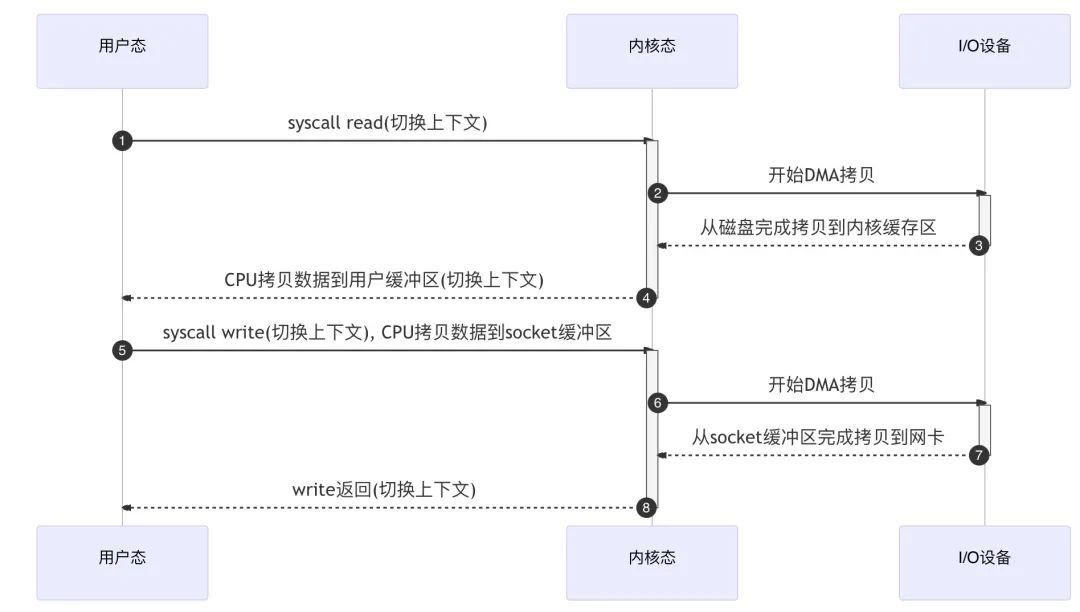 用户态
内核态
I/O设备
syscall read(切换上下文)
1
开始DMA拷贝
2
从磁盘完成拷贝到内核缓存区
3
CPU拷贝数据到用户缓冲区(切换上下文)
4
syscall write(切换上下文), CPU拷贝数据到socket缓冲区
5
开始DMA拷贝
6
从socket缓冲区完成拷贝到网卡
7
write返回(切换上下文)
8
用户态
内核态
I/O设备